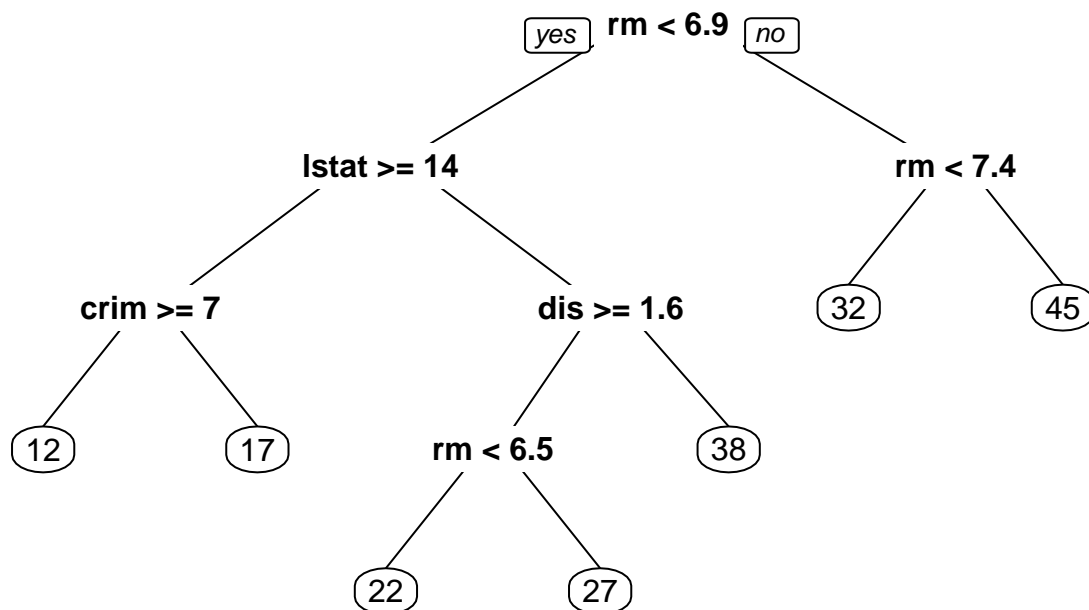 yes rm < 6.9 no
lstat >= 14 rm < 7.4
crim >= 7 dis >= 1.6 32 45
12 17 rm < 6.5 38
22 27